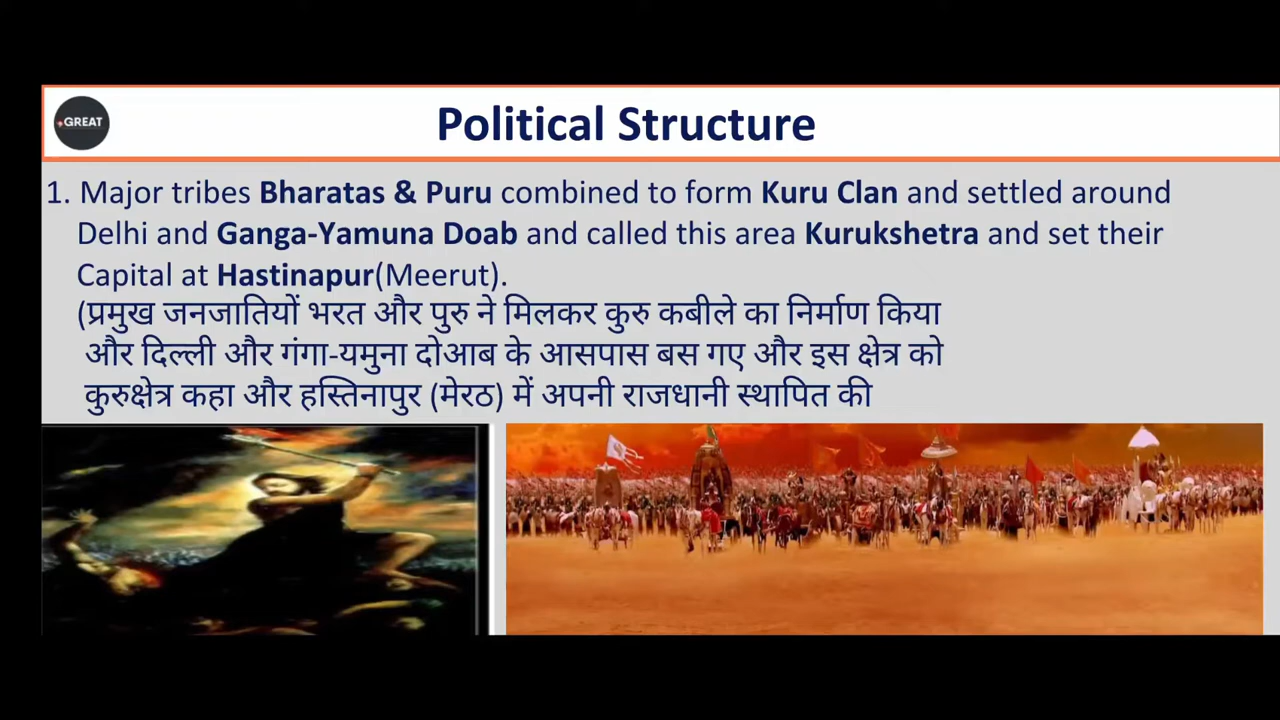 GREAT
Political Structure
1. Major tribes Bharatas & Puru combined to form Kuru Clan and settled around
Delhi and Ganga-Yamuna Doab and called this area Kurukshetra and set their
Capital at Hastinapur(Meerut).
(प्रमुख जनजातियों भरत और पुरु ने मिलकर कुरु कबीले का निर्माण किया
और दिल्ली और गंगा-यमुना दोआब के आसपास बस गए और इस क्षेत्र को
कुरुक्षेत्र कहा और हस्तिनापुर (मेरठ) में अपनी राजधानी स्थापित की